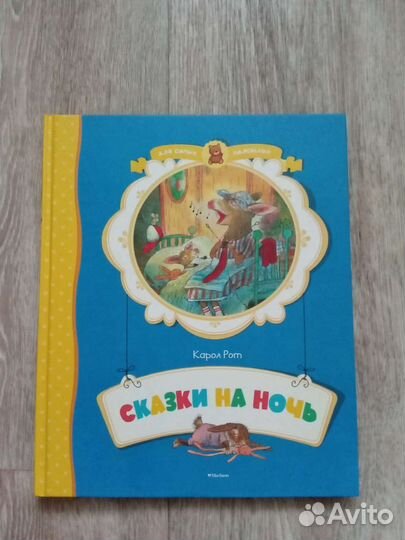 для самых маленьких
Карол Рот
СКАЗКИ НА НОЧЬ
Machaon
Avito